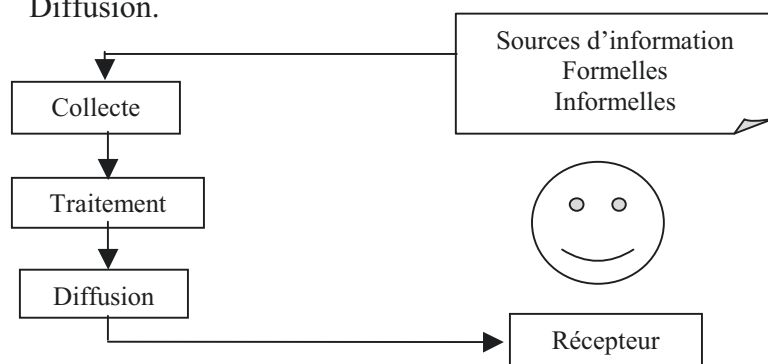 Diffusion.
Sources d’information
Formelles
Informelles
Collecte
Traitement
Diffusion
Récepteur